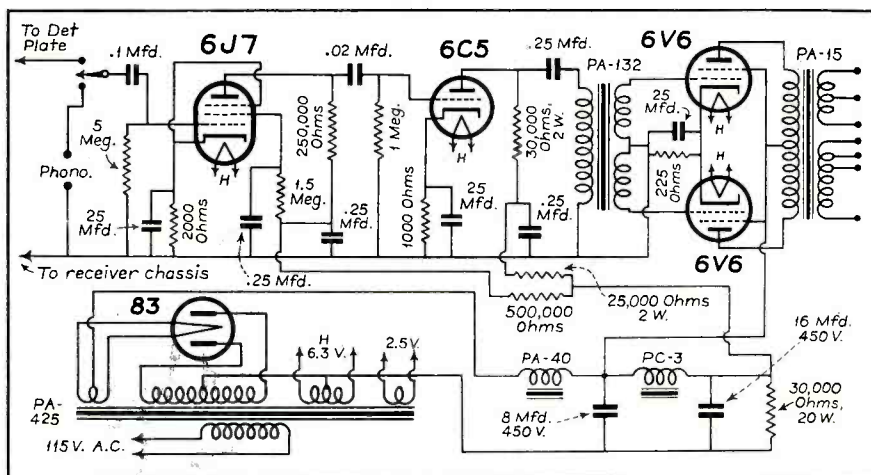 To Det
Plate
.1 Mfd.
6J7
.02 Mfd.
6C5
.25 Mfd.
PA-132
6V6
PA-15
5
Meg.
Phono.
25
Mfd.
2000
Ohms
H
1.5
Meg.
250,000
Ohms
.25
Mfd.
1 Meg.
H
1000 Ohms
25
Mfd.
30,000
Ohms,
2 W.
.25
Mfd.
25
Mfd.
H
225
Ohms
H
6V6
To receiver chassis
.25 Mfd.
500,000
Ohms
25,000 Ohms
2 W.
83
H
6.3 V.
2.5V.
PA-
425
115 V. A.C.
PA-40
PC-3
16 Mfd.
450 V.
8 Mfd.
450 V.
30,000
Ohms,
20 W.